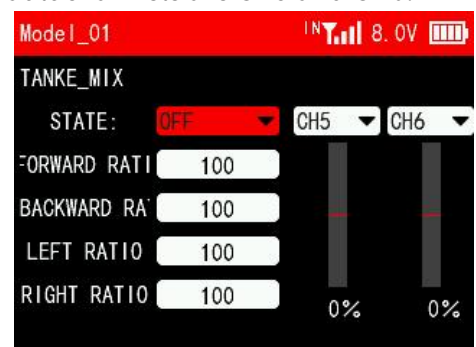 Model_01 IN 8.0V
TANKE_MIX
STATE: OFF CH5 CH6
FORWARD RATI 100
BACKWARD RA 100
LEFT RATIO 100
RIGHT RATIO 100
0% 0%